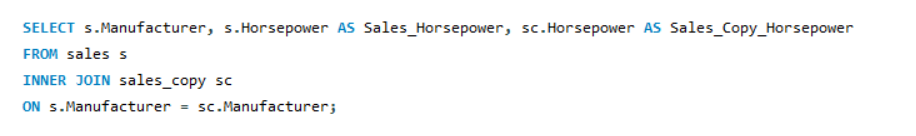 SELECT s.Manufacturer, s.Horsepower AS Sales_Horsepower, sc.Horsepower AS Sales_Copy_Horsepower
FROM sales s
INNER JOIN sales_copy sc
ON s.Manufacturer = sc.Manufacturer;